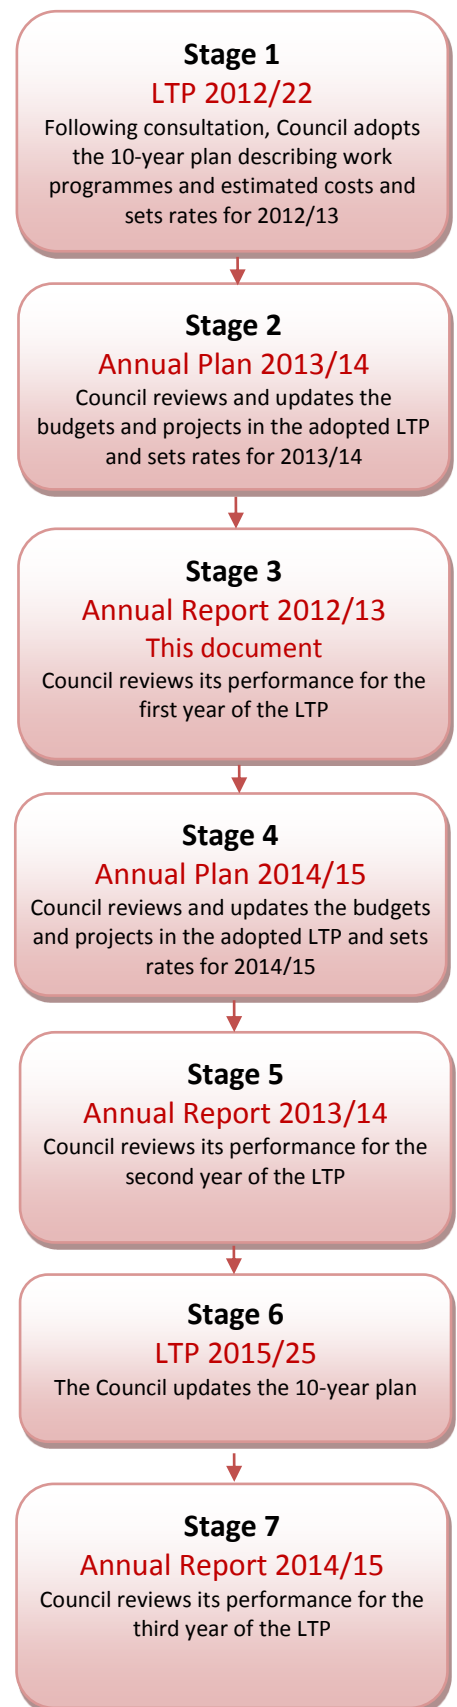 Stage 1
LTP 2012/22
Following consultation, Council adopts
the 10-year plan describing work
programmes and estimated costs and
sets rates for 2012/13
Stage 2
Annual Plan 2013/14
Council reviews and updates the
budgets and projects in the adopted LTP
and sets rates for 2013/14
Stage 3
Annual Report 2012/13
This document
Council reviews its performance for the
first year of the LTP
Stage 4
Annual Plan 2014/15
Council reviews and updates the budgets
and projects in the adopted LTP and sets
rates for 2014/15
Stage 5
Annual Report 2013/14
Council reviews its performance for the
second year of the LTP
Stage 6
LTP 2015/25
The Council updates the 10-year plan
Stage 7
Annual Report 2014/15
Council reviews its performance for the
third year of the LTP